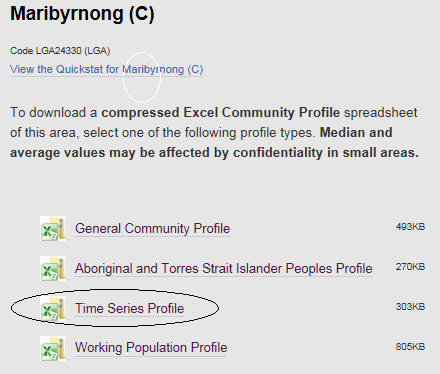 Maribyrnong (C)
Code LGA24330 (LGA)
View the Quickstat for Maribyrnong (C)
To download a compressed Excel Community Profile spreadsheet
of this area, select one of the following profile types. Median and
average values may be affected by confidentiality in small areas.
General Community Profile 493KB
Aboriginal and Torres Strait Islander Peoples Profile 270KB
Time Series Profile 303KB
Working Population Profile 805KB